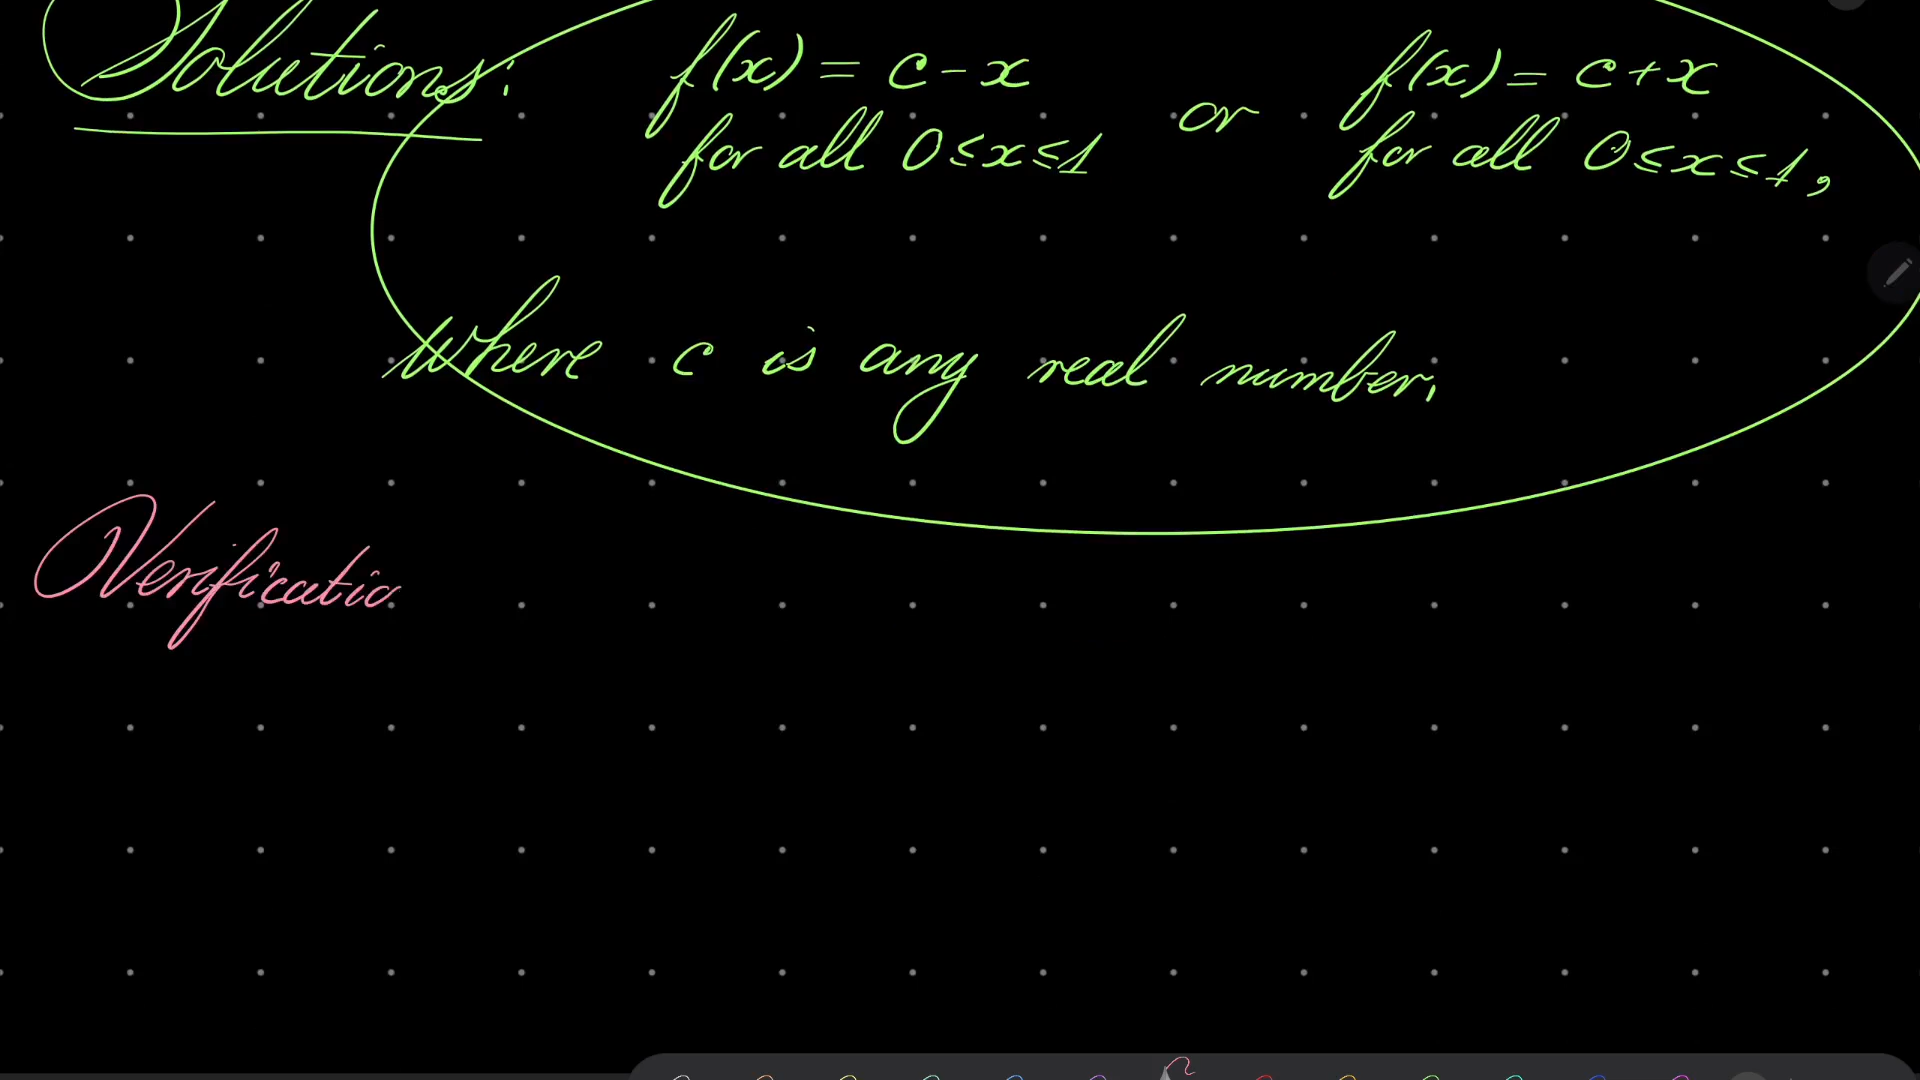 Solutions: f(x) = c - x or f(x) = c + x
for all 0 ≤ x ≤ 1 for all 0 ≤ x ≤ 1,
where c is any real number.
Verificatio